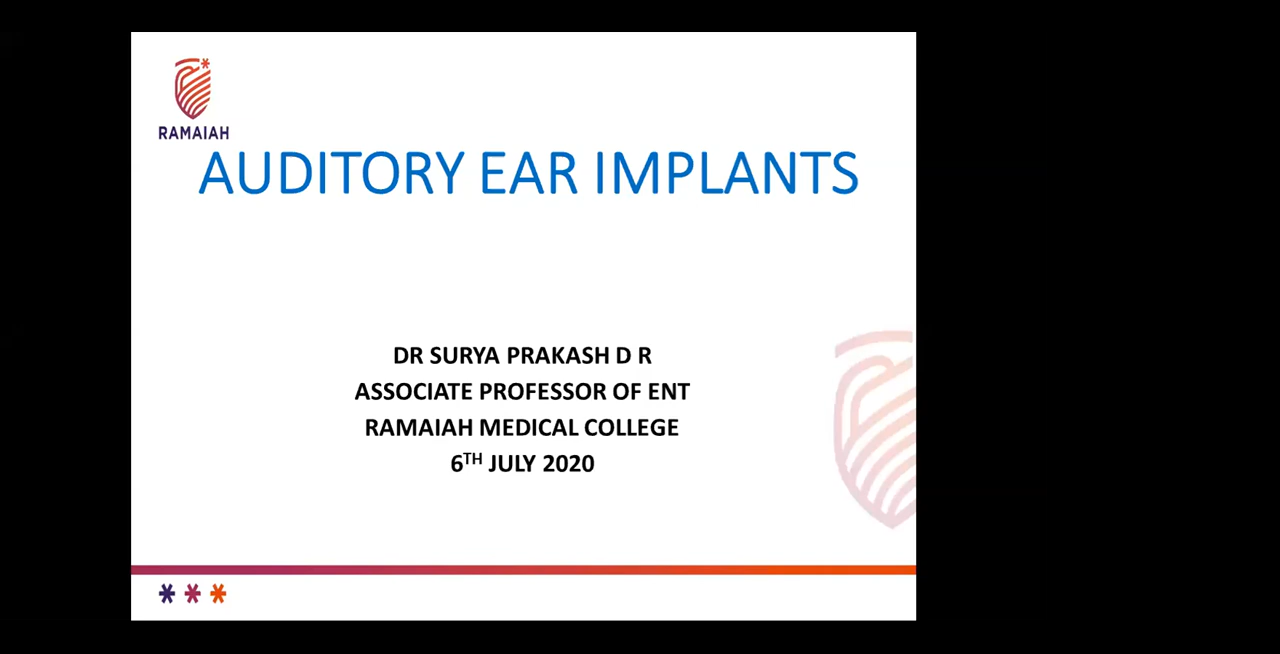 RAMAIAH
AUDITORY EAR IMPLANTS
DR SURYA PRAKASH D R
ASSOCIATE PROFESSOR OF ENT
RAMAIAH MEDICAL COLLEGE
6TH JULY 2020